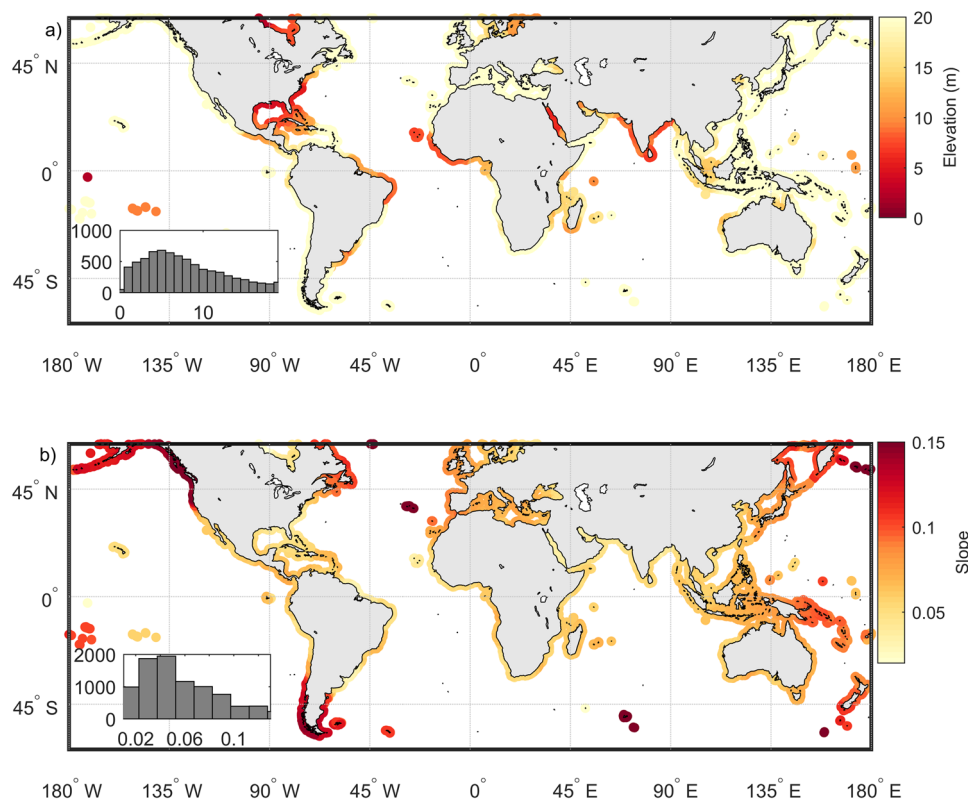 a)
45° N
0°
45° S
1000
500
0
0 10
180° W 135° W 90° W 45° W 0° 45° E 90° E 135° E 180° E
20
15
10
5
0
Elevation (m)
b)
45° N
0°
45° S
2000
1000
0
0.02 0.06 0.1
180° W 135° W 90° W 45° W 0° 45° E 90° E 135° E 180° E
0.15
0.1
0.05
Slope